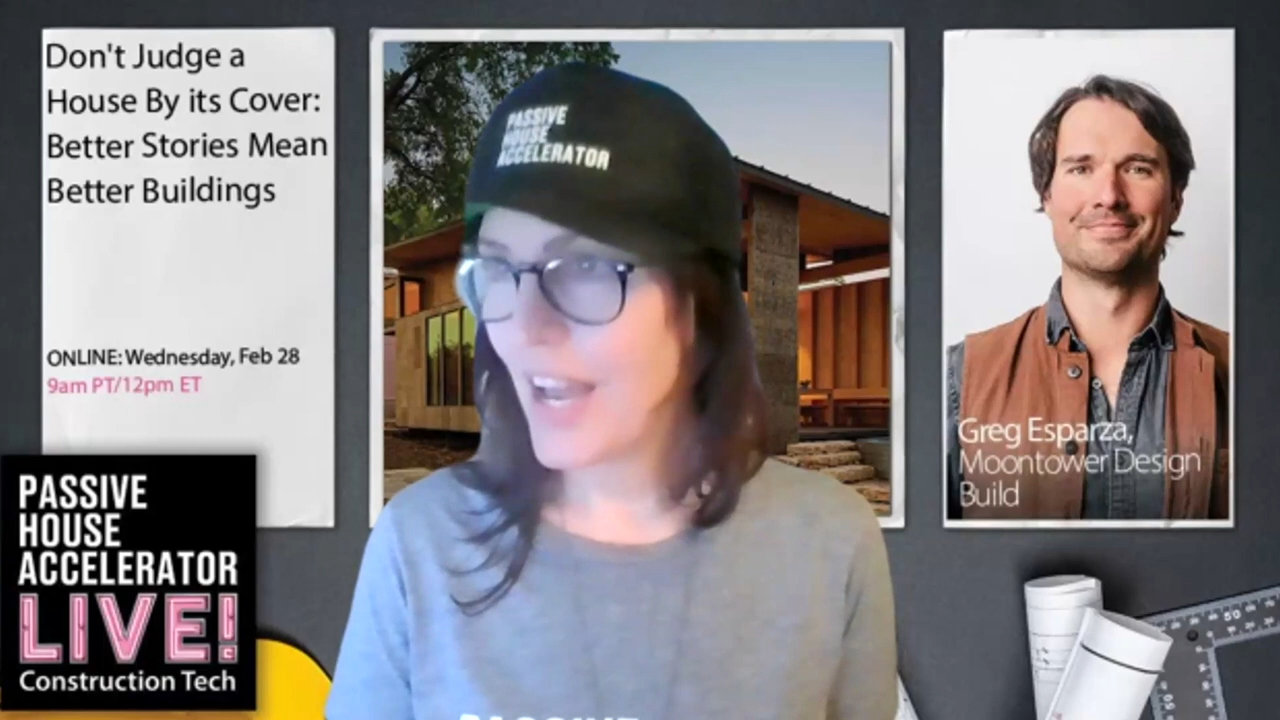 Don't Judge a
House By its Cover:
Better Stories Mean
Better Buildings
ONLINE: Wednesday, Feb 28
9am PT/12pm ET
PASSIVE
HOUSE
ACCELERATOR
LIVE!
Construction Tech
PASSIVE
HOUSE
ACCELERATOR
PASSIVE
Greg Esparza,
Moontower Design
Build